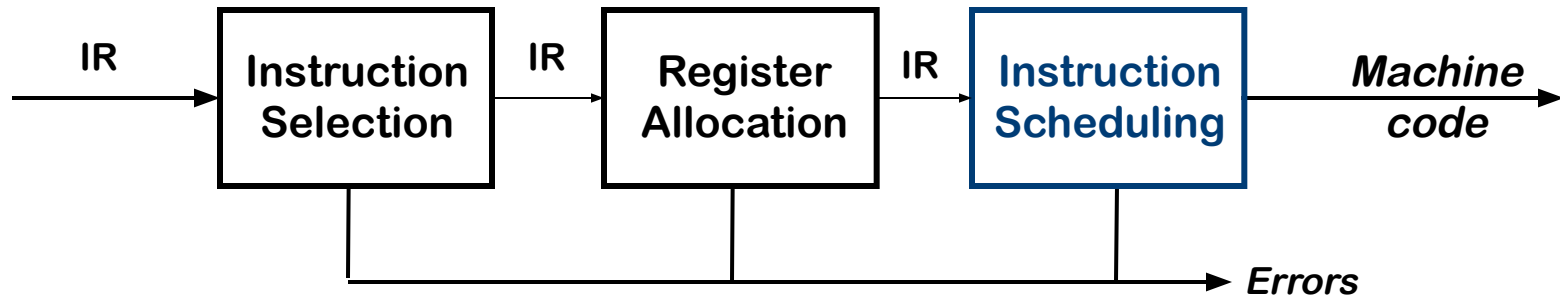 IR
Instruction
Selection
IR
Register
Allocation
IR
Instruction
Scheduling
Machine
code
Errors